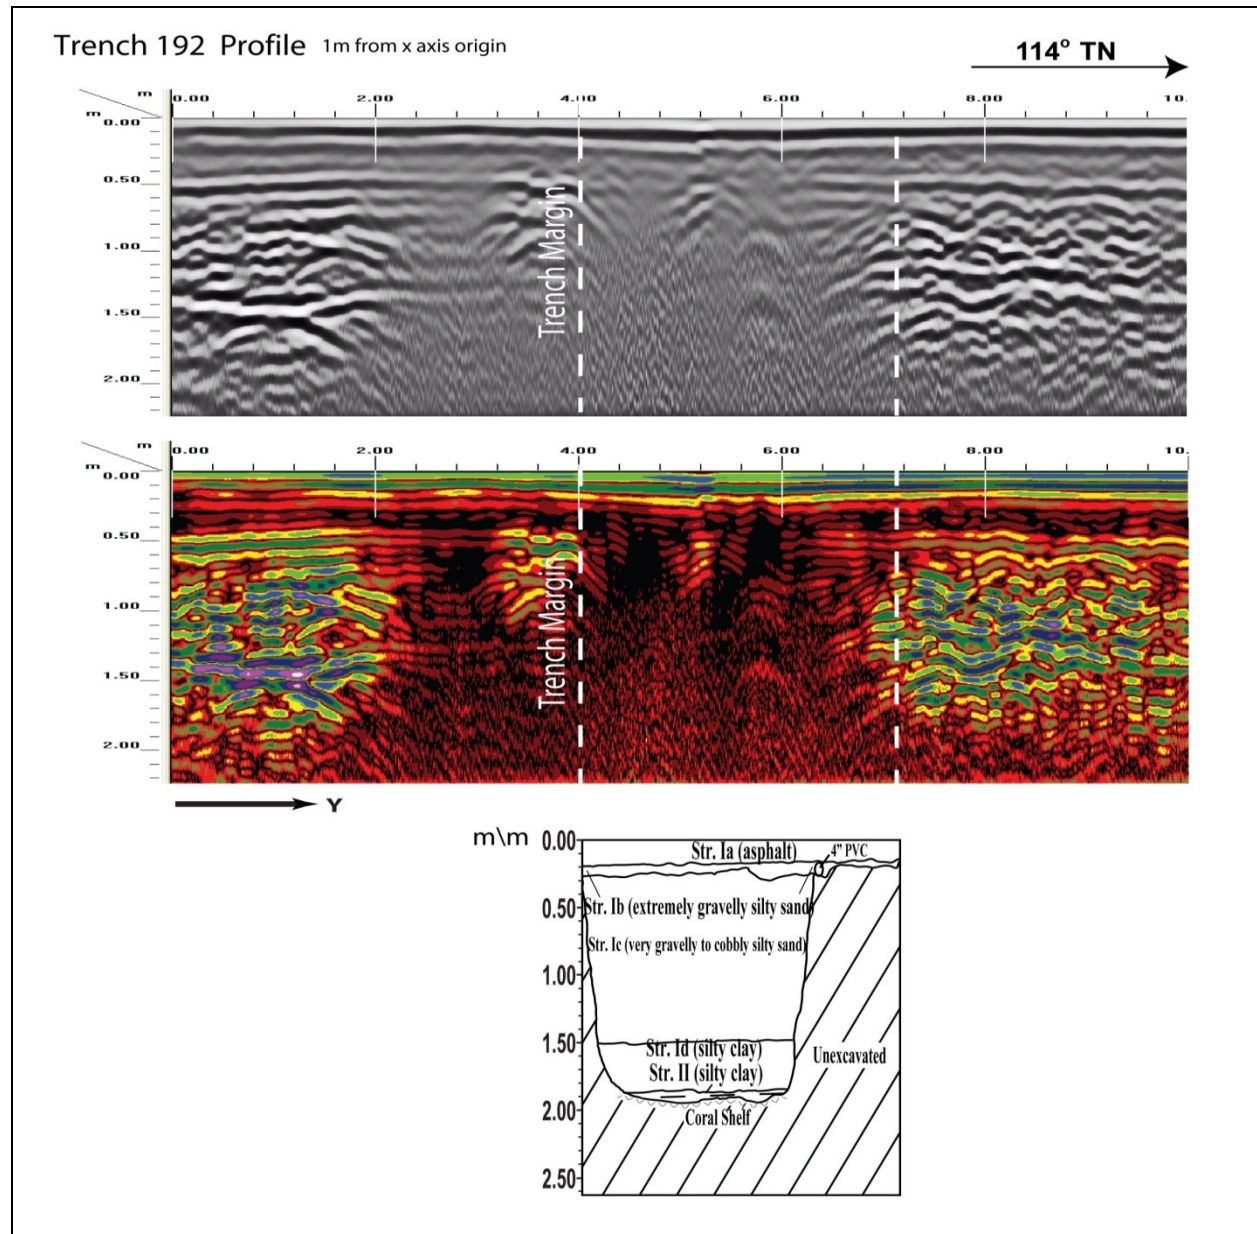 Trench 192 Profile 1m from x axis origin
114° TN
m 0.00 2.00 4.00 6.00 8.00 10.
m
0.00
0.50
1.00
1.50
2.00
Trench Margin
m 0.00 2.00 4.00 6.00 8.00 10.
m
0.00
0.50
1.00
1.50
2.00
Trench Margin
Y
m\m
0.00
Str. Ia (asphalt)
4" PVC
0.50
Str. Ib (extremely gravelly silty sand)
Str. Ic (very gravelly to cobbly silty sand)
1.00
1.50
Str. Id (silty clay)
Unexcavated
Str. II (silty clay)
2.00
Coral Shelf
2.50